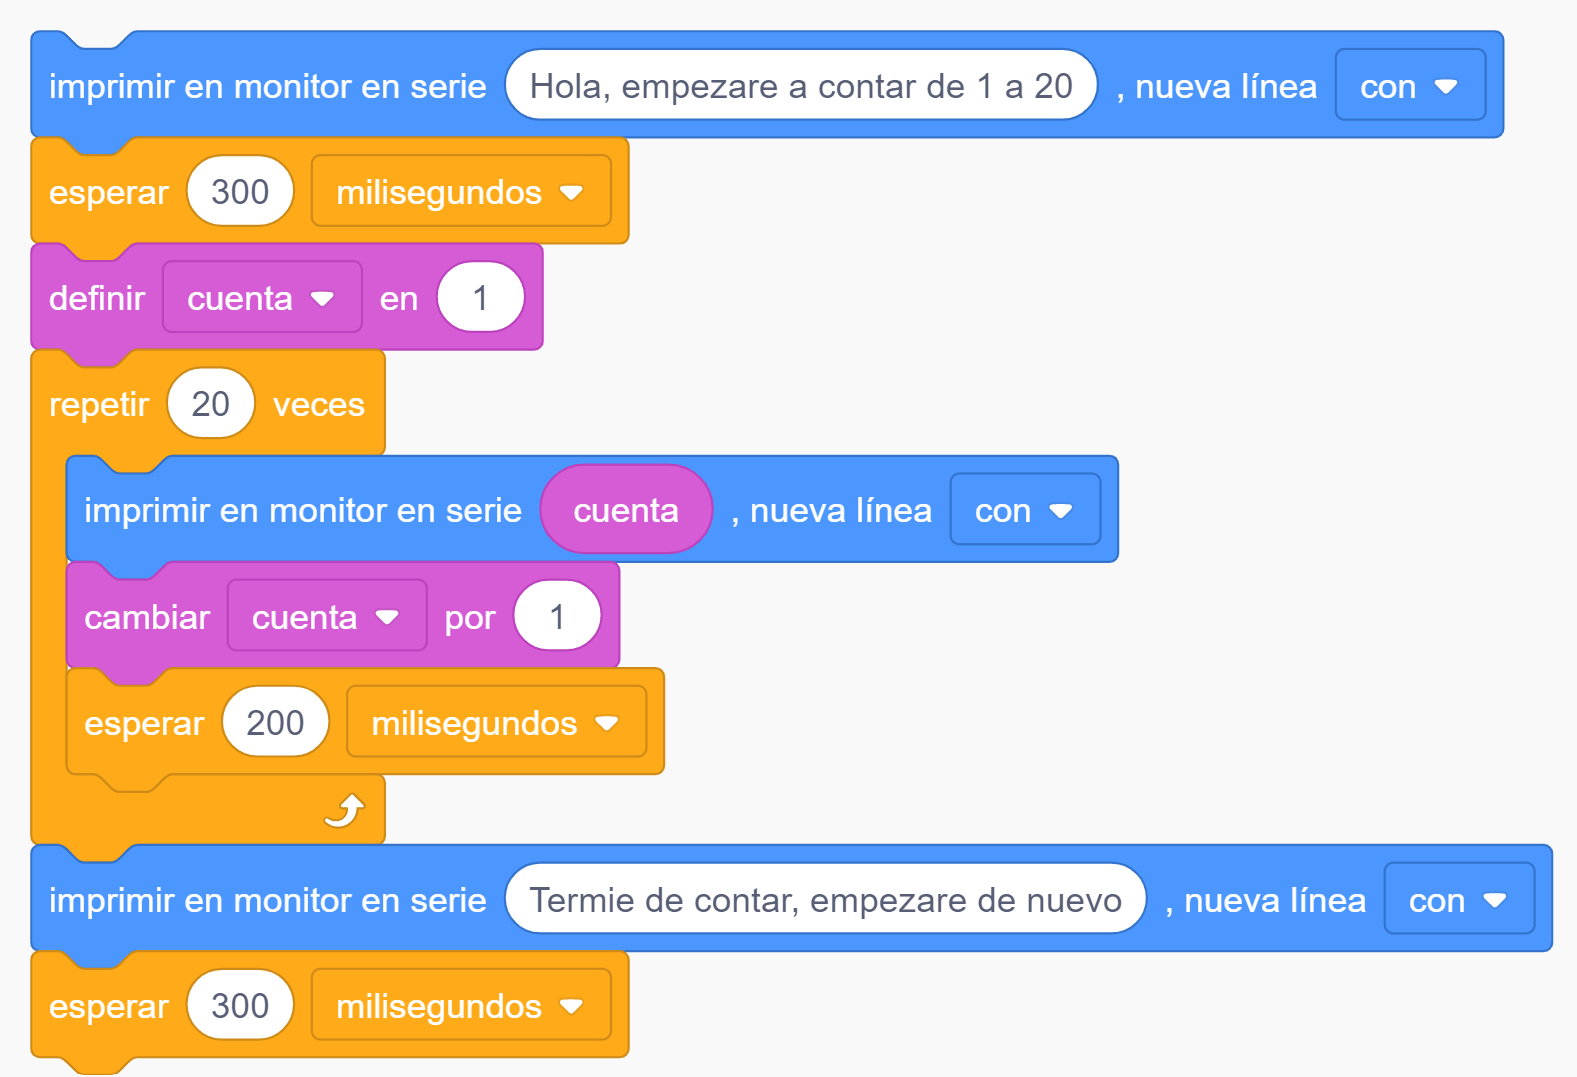 imprimir en monitor en serie Hola, empezare a contar de 1 a 20 , nueva línea con
esperar 300 milisegundos
definir cuenta en 1
repetir 20 veces
imprimir en monitor en serie cuenta , nueva línea con
cambiar cuenta por 1
esperar 200 milisegundos
imprimir en monitor en serie Termie de contar, empezare de nuevo , nueva línea con
esperar 300 milisegundos